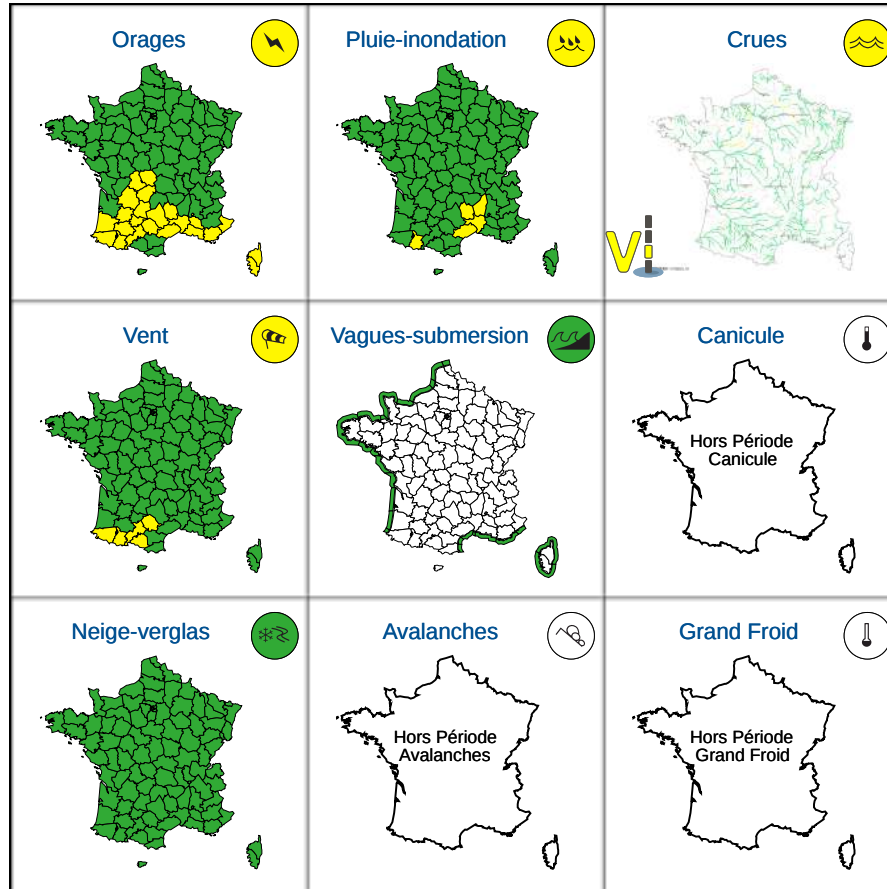 Orages
Pluie-inondation
Crues
Vi
Vent
Vagues-submersion
Canicule
Hors Période
Canicule
Neige-verglas
Avalanches
Hors Période
Avalanches
Grand Froid
Hors Période
Grand Froid